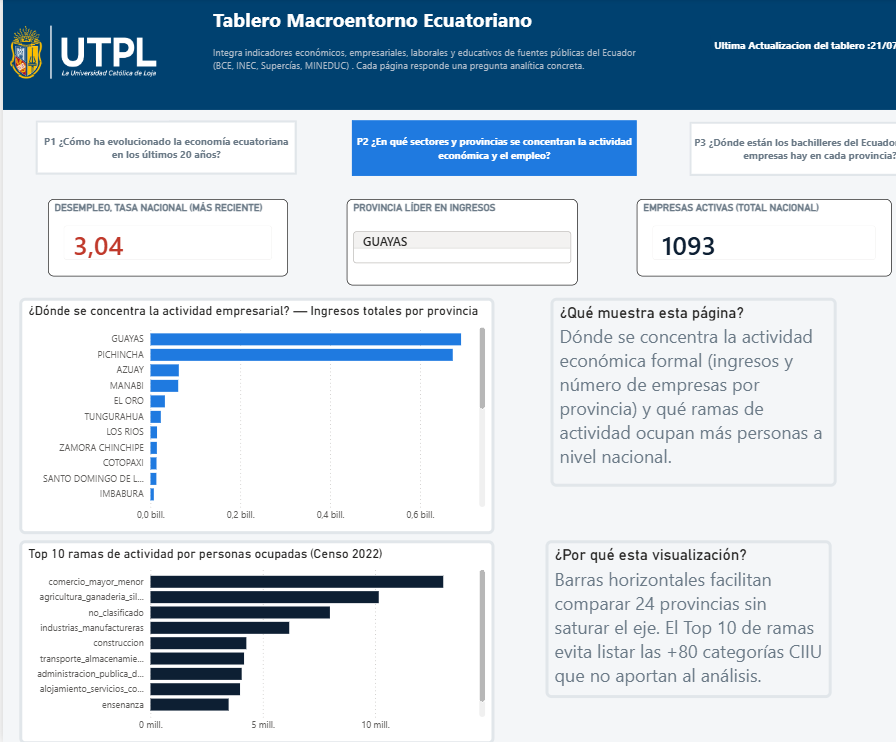 Tablero Macroentorno Ecuatoriano
UTPL
La Universidad Católica de Loja
Integra indicadores económicos, empresariales, laborales y educativos de fuentes públicas del Ecuador
(BCE, INEC, Supercías, MINEDUC) . Cada página responde una pregunta analítica concreta.
Ultima Actualizacion del tablero :21/07
P1 ¿Cómo ha evolucionado la economía ecuatoriana
en los últimos 20 años?
P2 ¿En qué sectores y provincias se concentran la actividad
económica y el empleo?
P3 ¿Dónde están los bachilleres del Ecuado
empresas hay en cada provincia?
DESEMPLEO, TASA NACIONAL (MÁS RECIENTE)
3,04
PROVINCIA LÍDER EN INGRESOS
GUAYAS
EMPRESAS ACTIVAS (TOTAL NACIONAL)
1093
¿Dónde se concentra la actividad empresarial? — Ingresos totales por provincia
GUAYAS
PICHINCHA
AZUAY
MANABI
EL ORO
TUNGURAHUA
LOS RIOS
ZAMORA CHINCHIPE
COTOPAXI
SANTO DOMINGO DE L...
IMBABURA
0,0 bill.
0,2 bill.
0,4 bill.
0,6 bill.
¿Qué muestra esta página?
Dónde se concentra la actividad
económica formal (ingresos y
número de empresas por
provincia) y qué ramas de
actividad ocupan más personas a
nivel nacional.
Top 10 ramas de actividad por personas ocupadas (Censo 2022)
comercio_mayor_menor
agricultura_ganaderia_sil...
no_clasificado
industrias_manufactureras
construccion
transporte_almacenamie...
administracion_publica_d...
alojamiento_servicios_co...
ensenanza
0 mill.
5 mill.
10 mill.
¿Por qué esta visualización?
Barras horizontales facilitan
comparar 24 provincias sin
saturar el eje. El Top 10 de ramas
evita listar las +80 categorías CIIU
que no aportan al análisis.